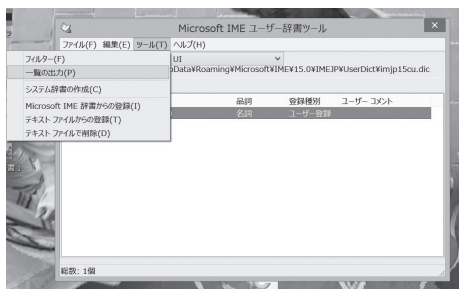 Microsoft IME ユーザー辞書ツール
ファイル(F) 編集(E) ツール(T) ヘルプ(H)
フィルター(F)
一覧の出力(P)
システム辞書の作成(C)
Microsoft IME 辞書からの登録(I)
テキスト ファイルからの登録(T)
テキスト ファイルで削除(D)
UI
Data¥Roaming¥Microsoft¥IME¥15.0¥IMEJP¥UserDict¥imjp15cu.dic
品詞 登録種別 ユーザー コメント
名詞 ユーザー登録
総数: 1個